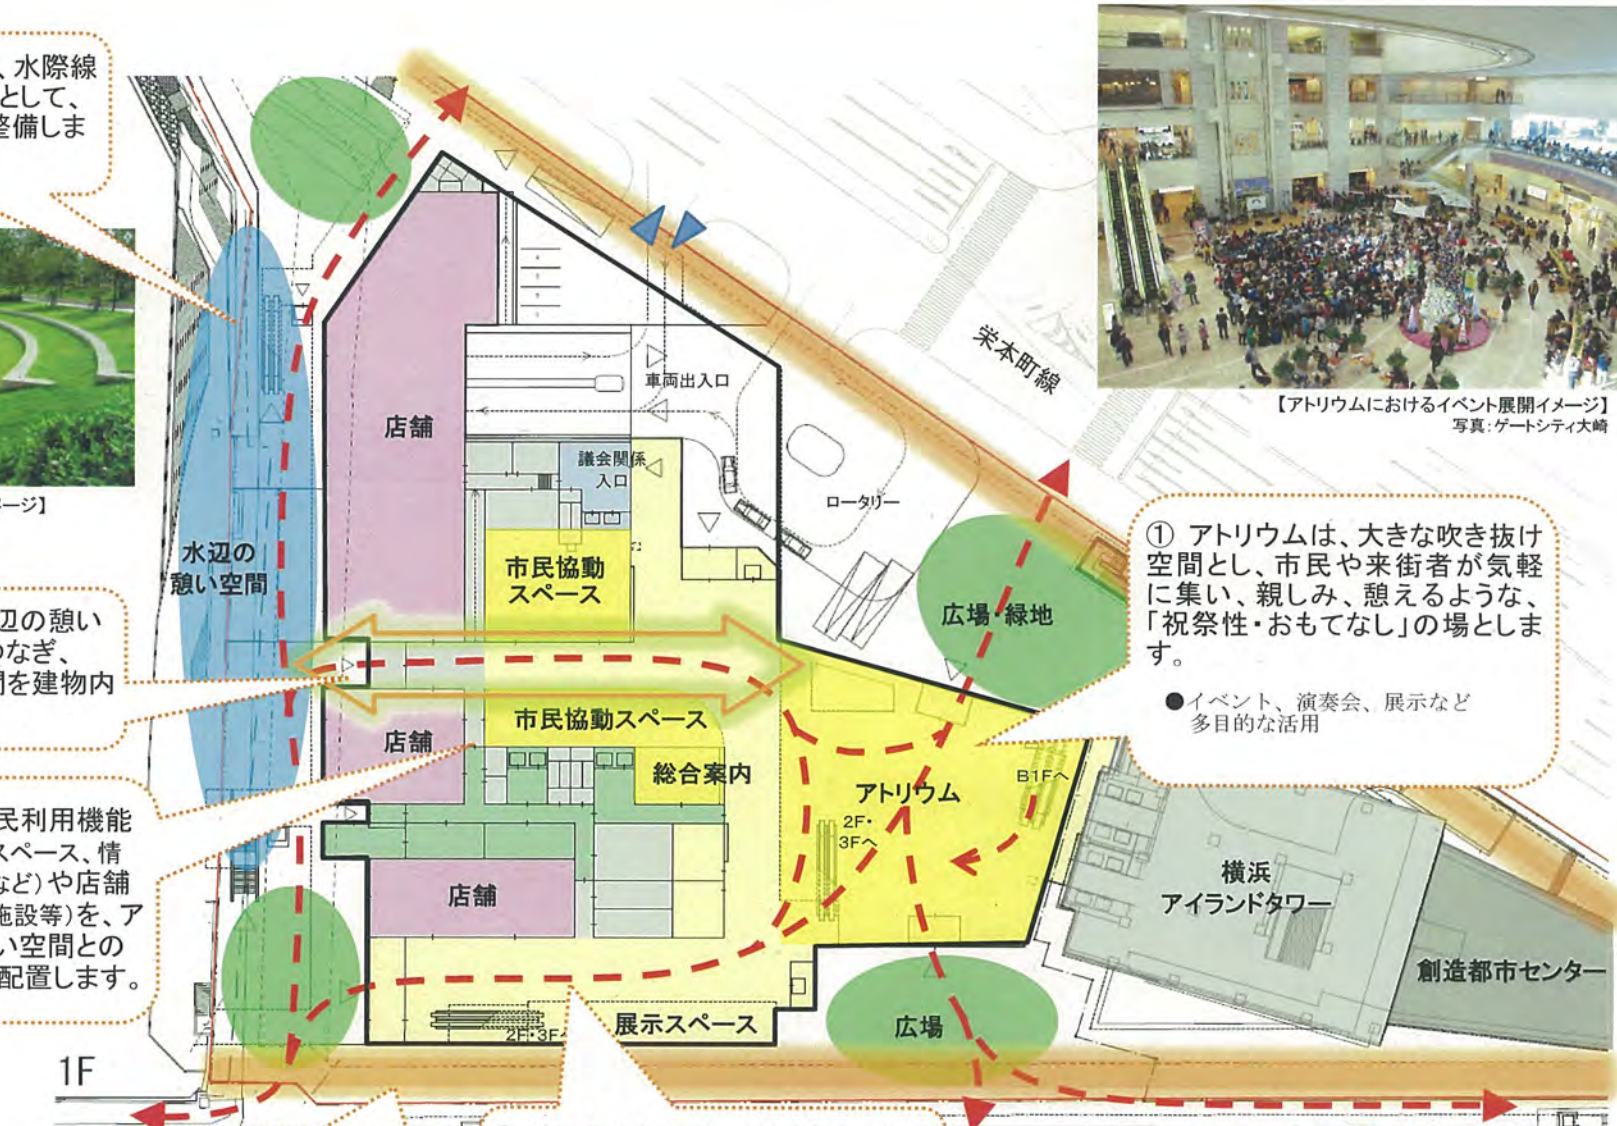 、水際線
として、
整備しま
ージ】
水辺の
憩い空間
辺の憩い
つなぎ、
間を建物内
民利用機能
スペース、情
など)や店舗
施設等)を、ア
い空間との
配置します。
1F
店舗
店舗
店舗
車両出入口
議会関係
入口
市民協動
スペース
市民協動スペース
総合案内
ロータリー
栄本町線
広場・緑地
アトリウム
B1Fへ
2F・
3Fへ
2F・3F
展示スペース
広場
横浜
アイランドタワー
創造都市センター
【アトリウムにおけるイベント展開イメージ】
写真:ゲートシティ大崎
① アトリウムは、大きな吹き抜け
空間とし、市民や来街者が気軽
に集い、親しみ、憩えるような、
「祝祭性・おもてなし」の場としま
す。
●イベント、演奏会、展示など
多目的な活用